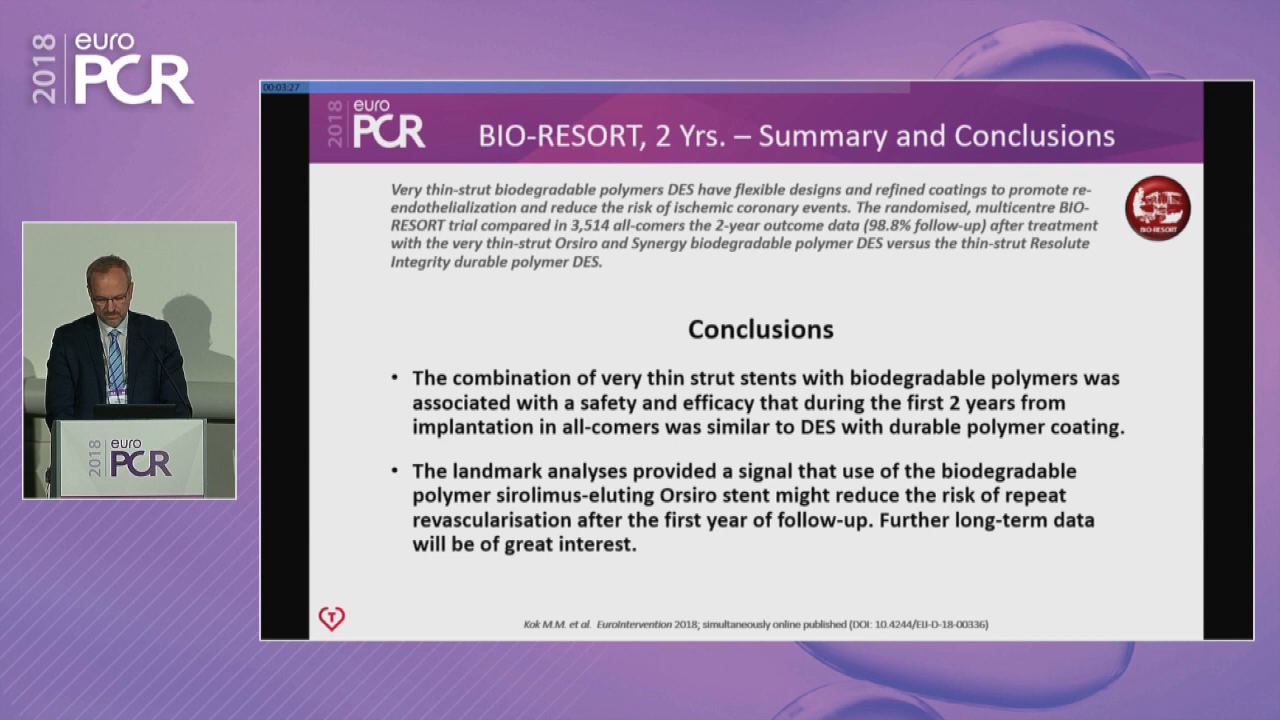 2018 euro PCR
00:03:27
2018 euro PCR
BIO-RESORT, 2 Yrs. – Summary and Conclusions
Very thin-strut biodegradable polymers DES have flexible designs and refined coatings to promote re-
endothelialization and reduce the risk of ischemic coronary events. The randomised, multicentre BIO-
RESORT trial compared in 3,514 all-comers the 2-year outcome data (98.8% follow-up) after treatment
with the very thin-strut Orsiro and Synergy biodegradable polymer DES versus the thin-strut Resolute
Integrity durable polymer DES.
BIO-RESORT
Conclusions
• The combination of very thin strut stents with biodegradable polymers was
associated with a safety and efficacy that during the first 2 years from
implantation in all-comers was similar to DES with durable polymer coating.
• The landmark analyses provided a signal that use of the biodegradable
polymer sirolimus-eluting Orsiro stent might reduce the risk of repeat
revascularisation after the first year of follow-up. Further long-term data
will be of great interest.
T
Kok M.M. et al. EuroIntervention 2018; simultaneously online published (DOI: 10.4244/EIJ-D-18-00336)
2018 euro PCR